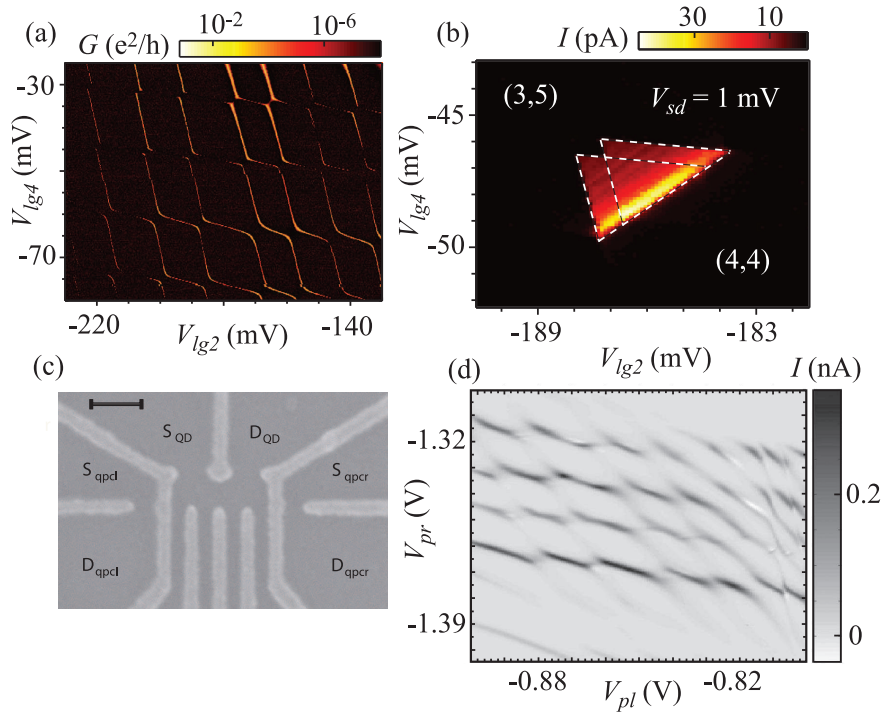 (a) G (e²/h) 10⁻² 10⁻⁶
-30
-70
V_lg4 (mV)
-220 -140
V_lg2 (mV)
(b) I (pA) 30 10
(3,5) V_sd = 1 mV
(4,4)
-45
-50
V_lg4 (mV)
-189 -183
V_lg2 (mV)
(c)
S_QD D_QD
S_qpcl S_qpcr
D_qpcl D_qpcr
(d) I (nA)
-1.32
-1.39
V_pr (V)
-0.88 -0.82
V_pl (V)
0.2
0